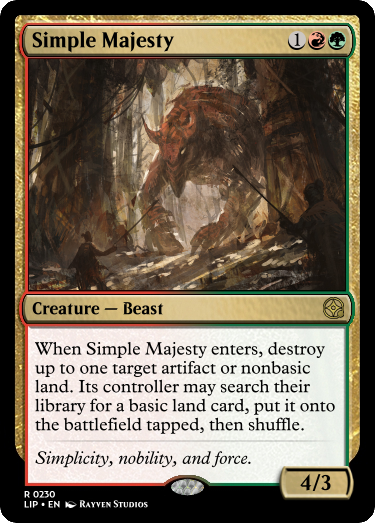 Simple Majesty 1
Creature — Beast
When Simple Majesty enters, destroy
up to one target artifact or nonbasic
land. Its controller may search their
library for a basic land card, put it onto
the battlefield tapped, then shuffle.
Simplicity, nobility, and force.
4/3
R 0230
LIP • EN Rayven Studios